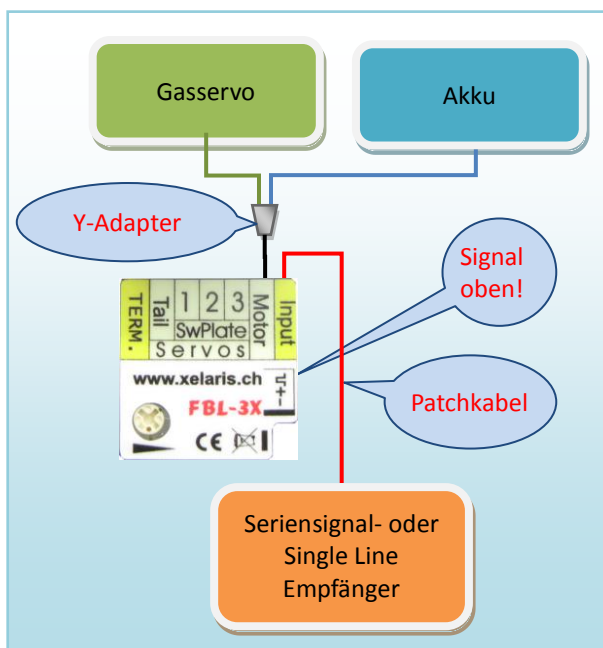 Gasservo
Akku
Y-Adapter
Signal
oben!
TERM.
Tail
1 2 3
SwPlate
Servos
Motor
Input
www.xelaris.ch
FBL-3X
CE
Patchkabel
Seriensignal- oder
Single Line
Empfänger